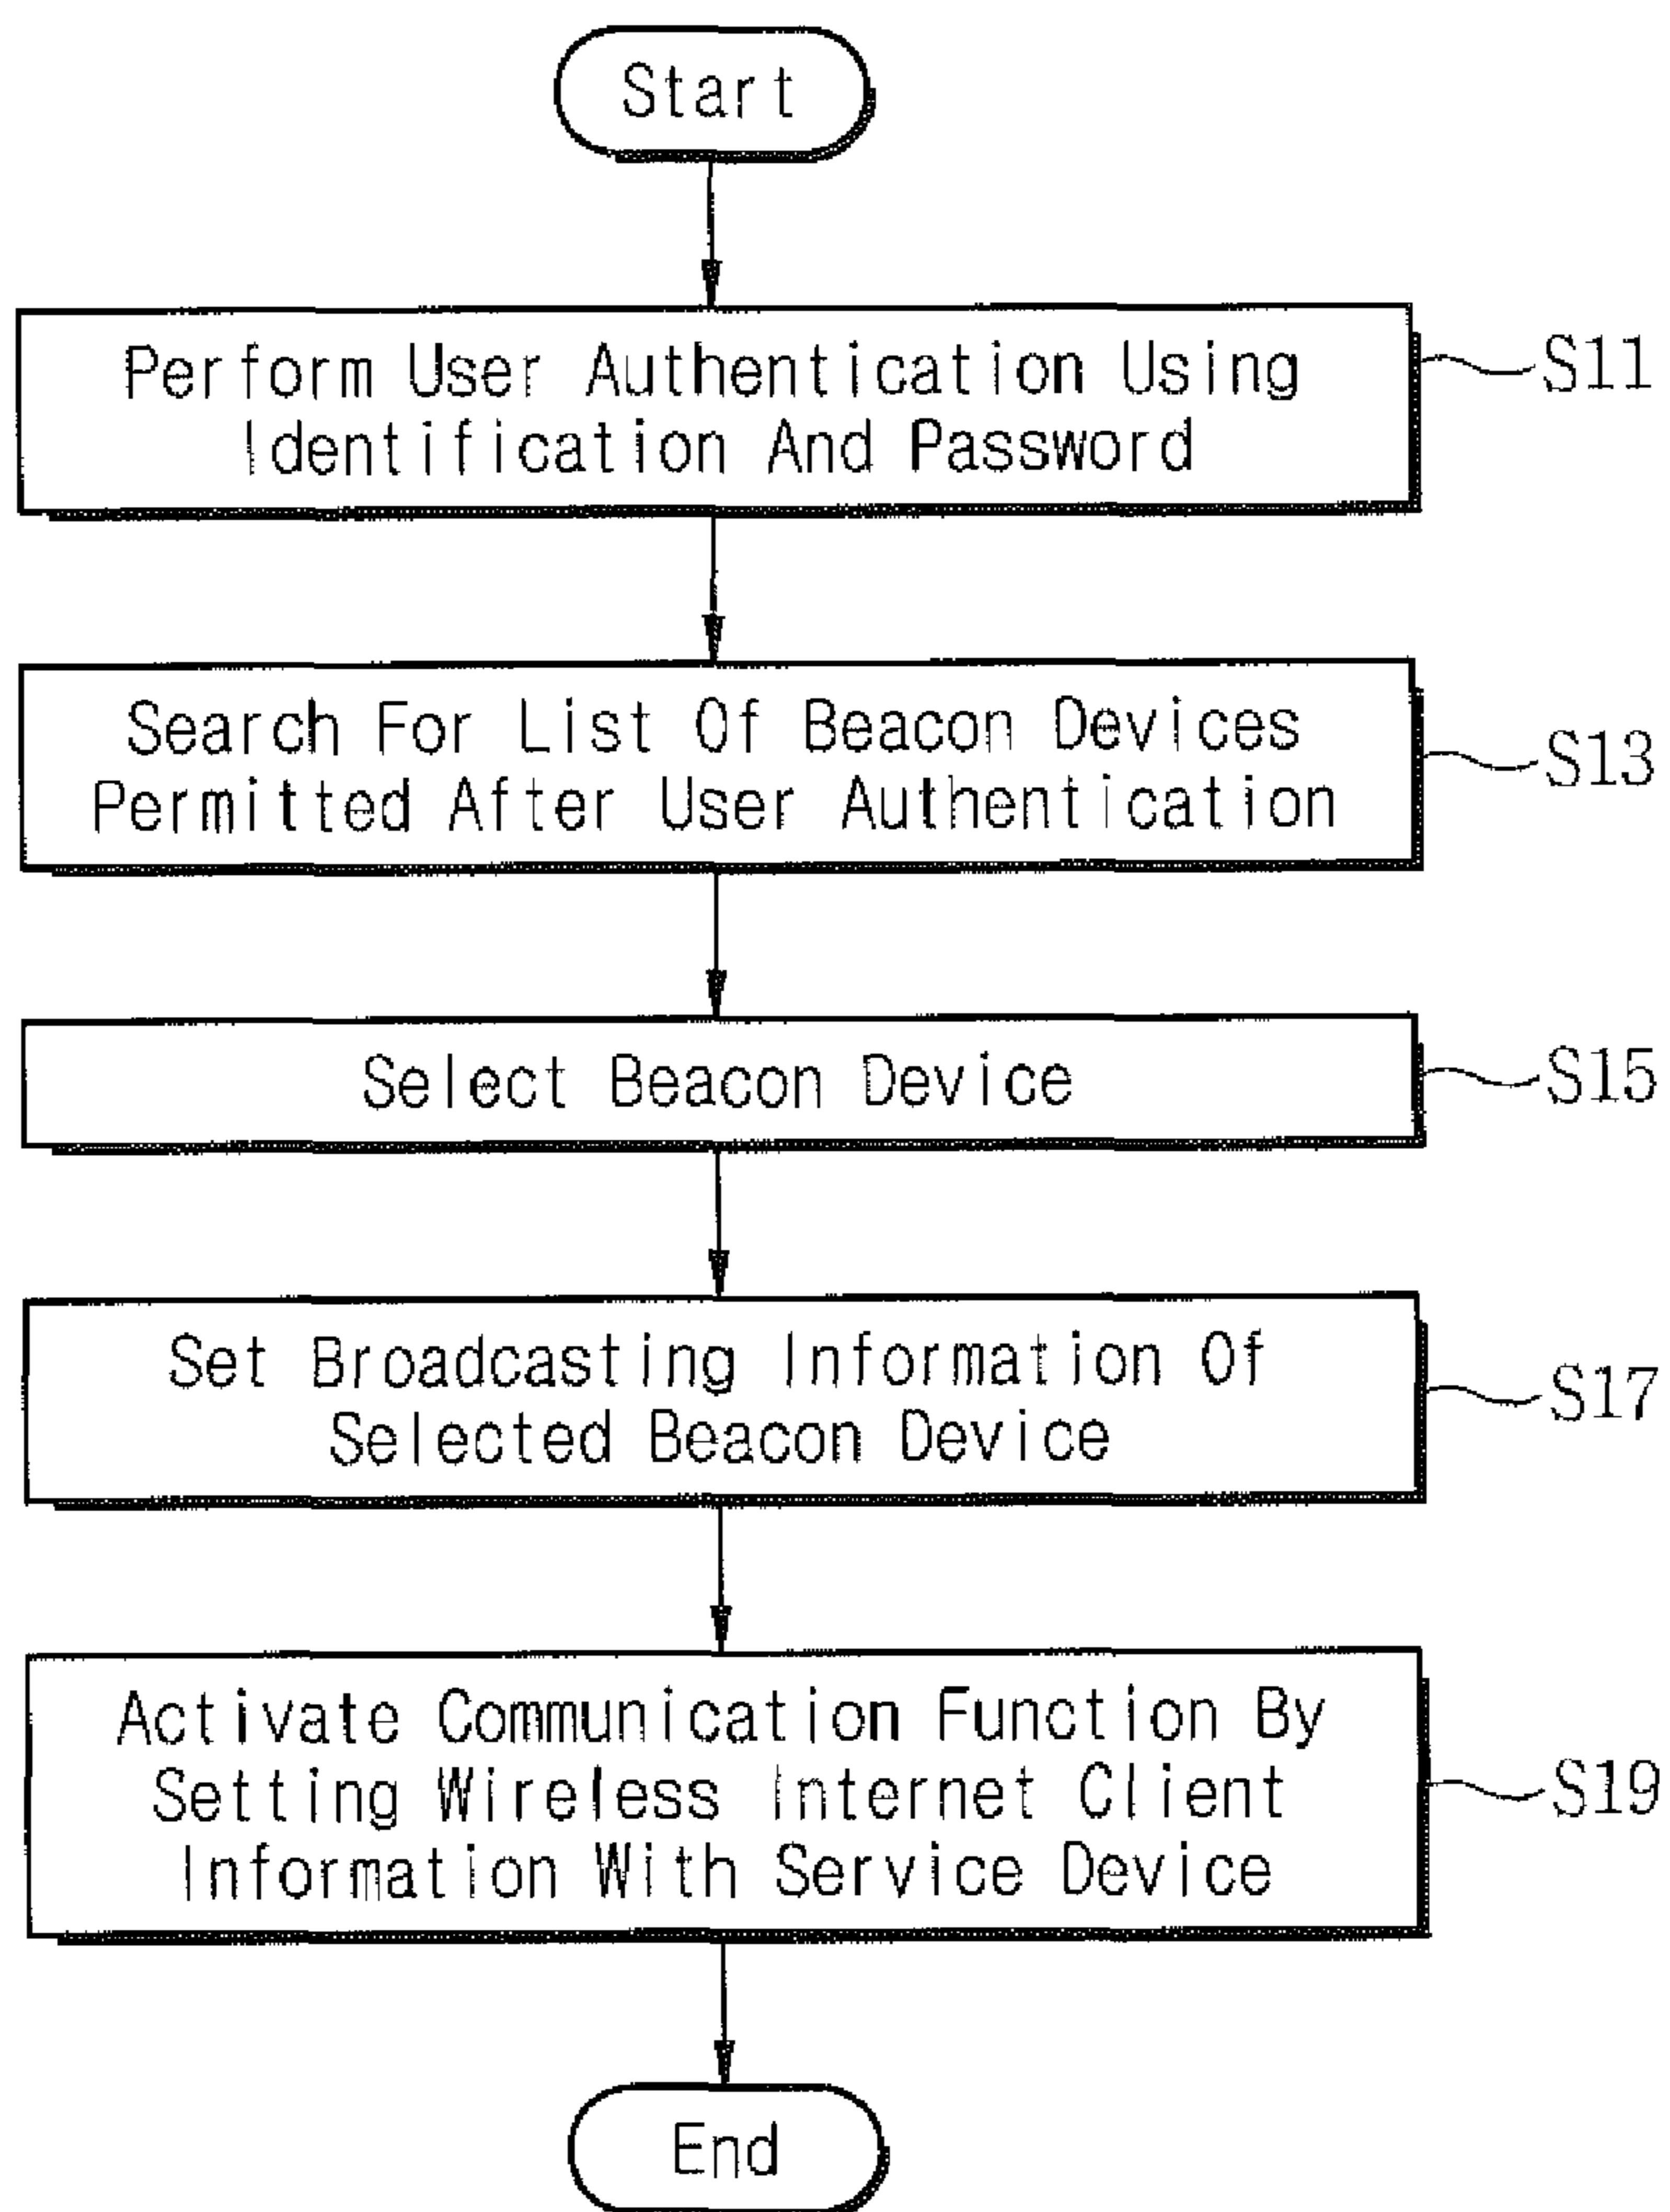 Start
Perform User Authentication Using
Identification And Password
S11
Search For List Of Beacon Devices
Permitted After User Authentication
S13
Select Beacon Device
S15
Set Broadcasting Information Of
Selected Beacon Device
S17
Activate Communication Function By
Setting Wireless Internet Client
Information With Service Device
S19
End